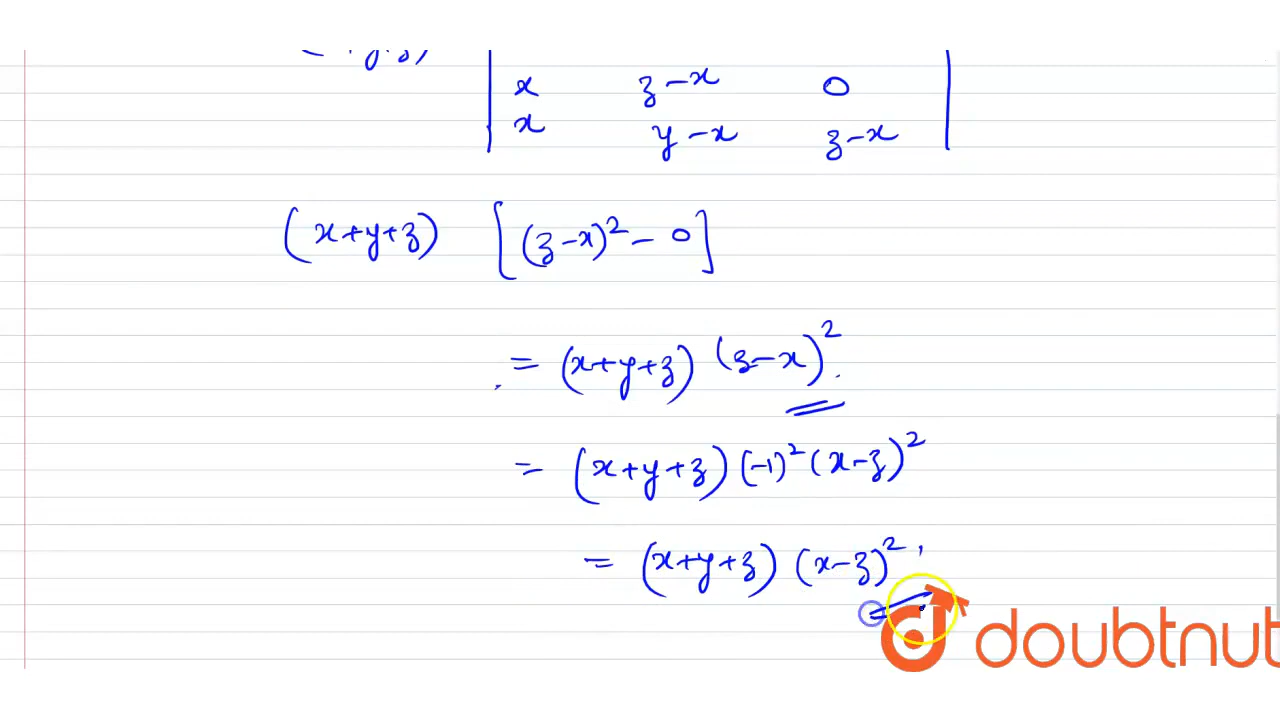 x z-x 0
x y-x z-x
(x+y+z) [(z-x)² - 0]
= (x+y+z) (z-x)².
= (x+y+z) (-1)² (x-z)²
= (x+y+z) (x-z)²
doubtnut